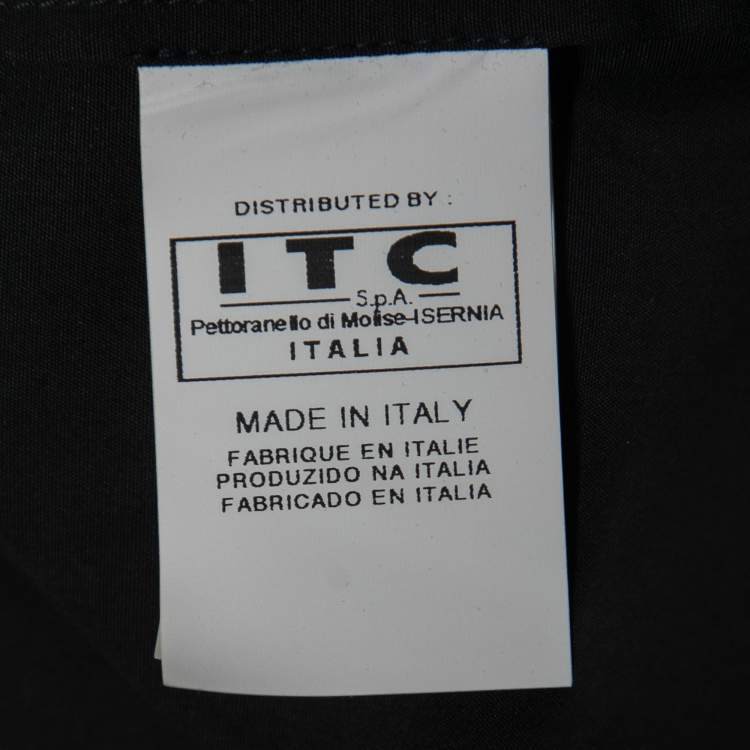 DISTRIBUTED BY :
ITC
S.p.A.
Pettoranello di Molise-ISERNIA
ITALIA
MADE IN ITALY
FABRIQUE EN ITALIE
PRODUZIDO NA ITALIA
FABRICADO EN ITALIA